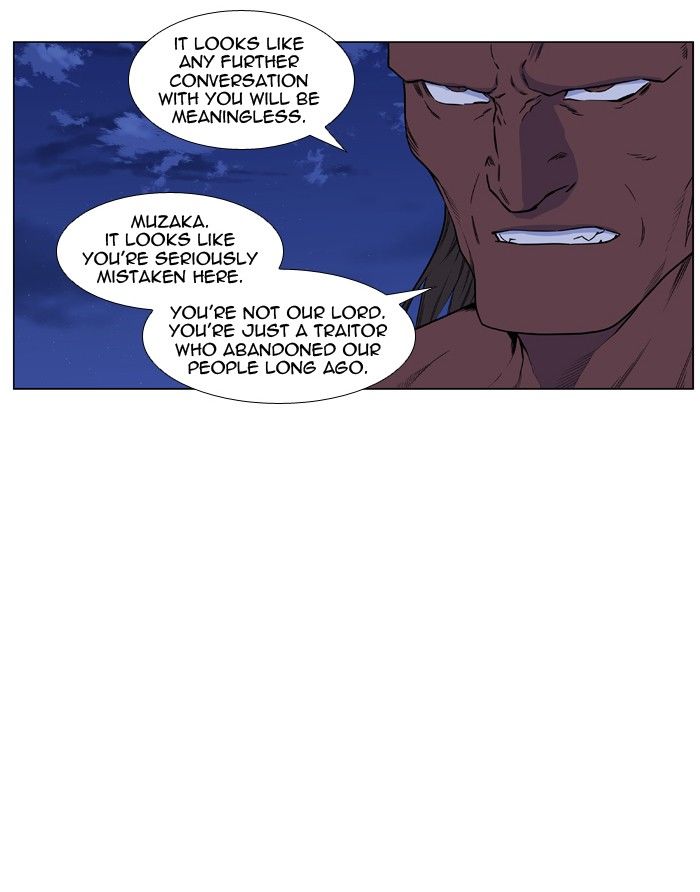 IT LOOKS LIKE
ANY FURTHER
CONVERSATION
WITH YOU WILL BE
MEANINGLESS.
MUZAKA.
IT LOOKS LIKE
YOU'RE SERIOUSLY
MISTAKEN HERE.
YOU'RE NOT OUR LORD.
YOU'RE JUST A TRAITOR
WHO ABANDONED OUR
PEOPLE LONG AGO.